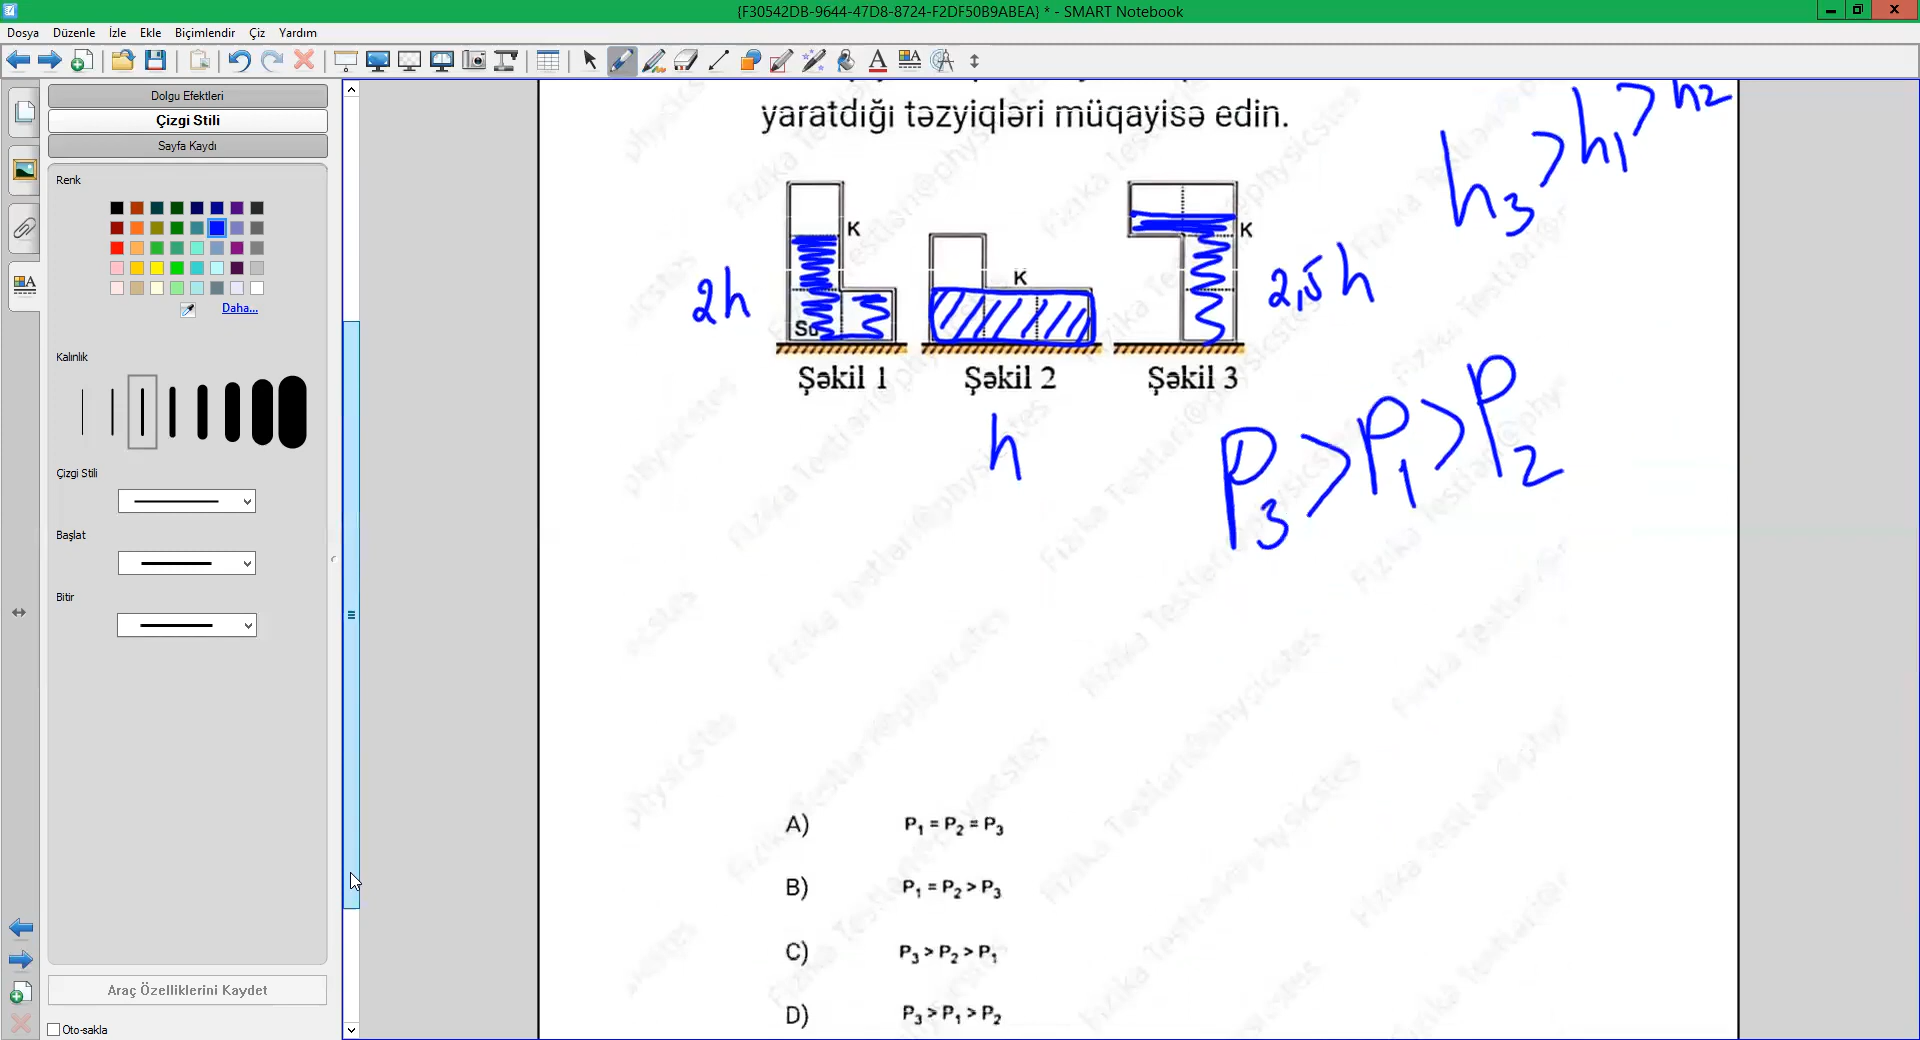 {F30542DB-9644-47D8-8724-F2DF50B9ABEA} * - SMART Notebook
Dosya Düzenle İzle Ekle Biçimlendir Çiz Yardım
Dolgu Efektleri
Çizgi Stili
Sayfa Kaydı
Renk
Daha...
Kalınlık
Çizgi Stili
Başlat
Bitir
Araç Özelliklerini Kaydet
Oto-sakla
yaratdığı təzyiqləri müqayisə edin.
h3 > h1 > h2
K
K
K
2h
Su
2,5h
Şəkil 1
Şəkil 2
Şəkil 3
h
P3 > P1 > P2
A) P₁ = P₂ = P₃
B) P₁ = P₂ > P₃
C) P₃ > P₂ > P₁
D) P₃ > P₁ > P₂